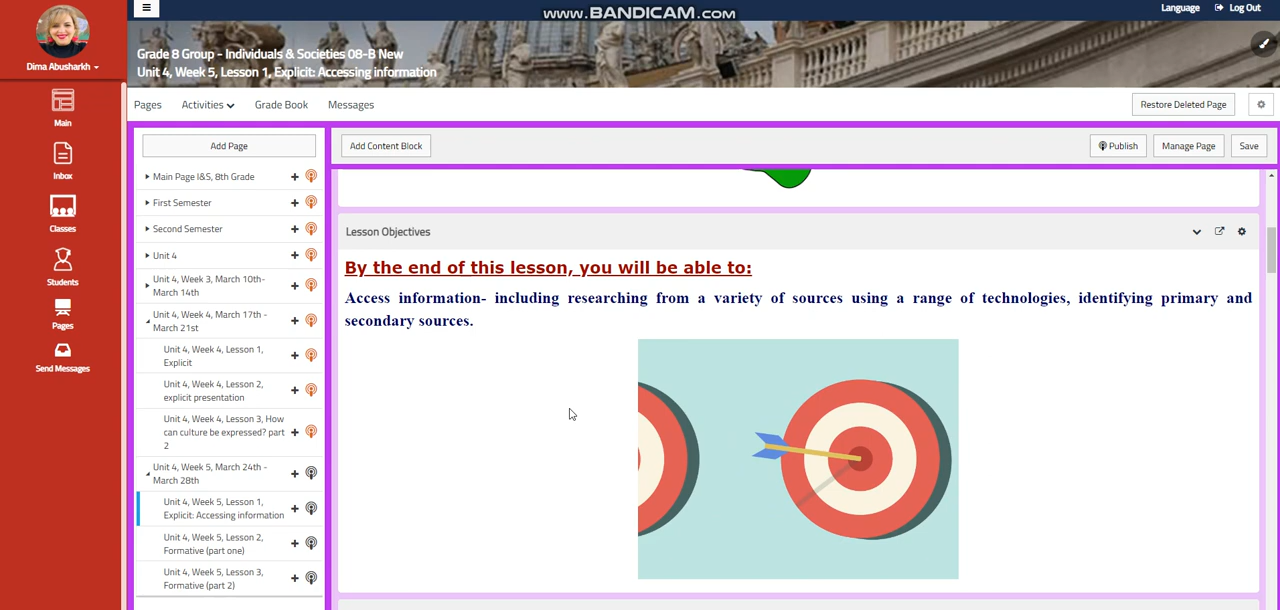 www.BANDICAM.com
Language
Log Out
Dima Abusharkh
Grade 8 Group - Individuals & Societies 08-B New
Unit 4, Week 5, Lesson 1, Explicit: Accessing information
Pages
Activities
Grade Book
Messages
Restore Deleted Page
Main
Inbox
Classes
Students
Pages
Send Messages
Add Page
Main Page I&S, 8th Grade
First Semester
Second Semester
Unit 4
Unit 4, Week 3, March 10th-
March 14th
Unit 4, Week 4, March 17th -
March 21st
Unit 4, Week 4, Lesson 1,
Explicit
Unit 4, Week 4, Lesson 2,
explicit presentation
Unit 4, Week 4, Lesson 3, How
can culture be expressed? part
2
Unit 4, Week 5, March 24th -
March 28th
Unit 4, Week 5, Lesson 1,
Explicit: Accessing information
Unit 4, Week 5, Lesson 2,
Formative (part one)
Unit 4, Week 5, Lesson 3,
Formative (part 2)
Add Content Block
Publish
Manage Page
Save
Lesson Objectives
By the end of this lesson, you will be able to:
Access information- including researching from a variety of sources using a range of technologies, identifying primary and
secondary sources.